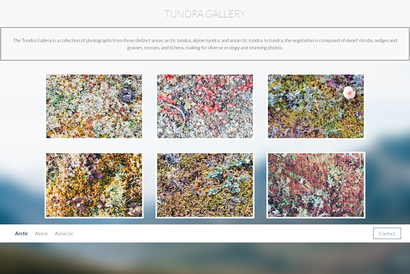 TUNDRA GALLERY
The Tundra Gallery is a collection of photographs from three distinct areas: arctic tundra, alpine tundra, and antarctic tundra. In tundra, the vegetation is composed of dwarf shrubs, sedges and
grasses, mosses, and lichens, making for diverse ecology and stunning photos.
Arctic Alpine Antarctic Contact